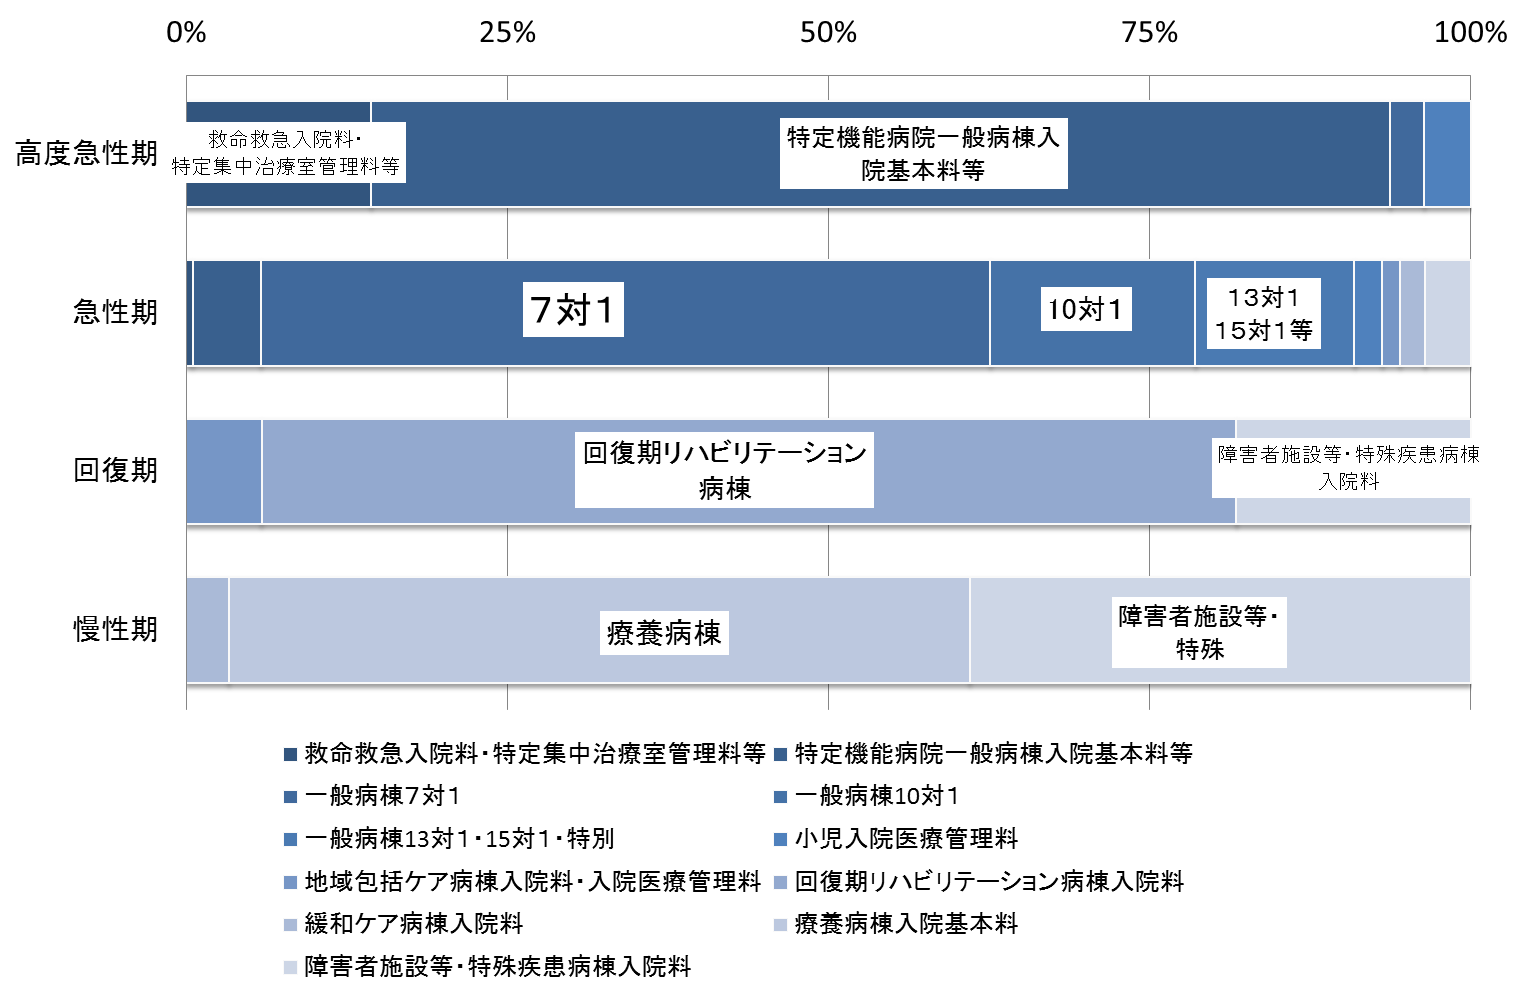 0% 25% 50% 75% 100%
高度急性期
救命救急入院料・
特定集中治療室管理料等
特定機能病院一般病棟入
院基本料等
急性期
７対１
10対１
１３対１
１５対１等
回復期
回復期リハビリテーション
病棟
障害者施設等・特殊疾患病棟
入院料
慢性期
療養病棟
障害者施設等・
特殊
救命救急入院料・特定集中治療室管理料等
特定機能病院一般病棟入院基本料等
一般病棟７対１
一般病棟10対１
一般病棟13対１・15対１・特別
小児入院医療管理料
地域包括ケア病棟入院料・入院医療管理料
回復期リハビリテーション病棟入院料
緩和ケア病棟入院料
療養病棟入院基本料
障害者施設等・特殊疾患病棟入院料